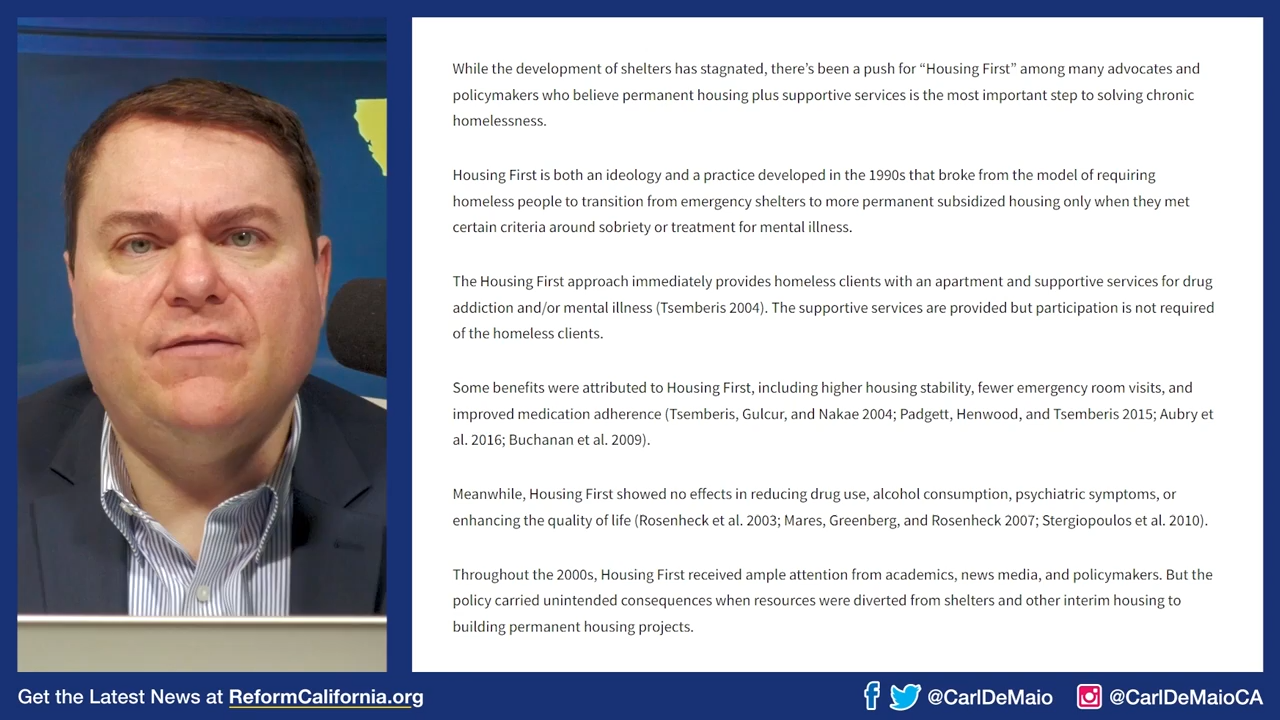 While the development of shelters has stagnated, there’s been a push for “Housing First” among many advocates and
policymakers who believe permanent housing plus supportive services is the most important step to solving chronic
homelessness.
Housing First is both an ideology and a practice developed in the 1990s that broke from the model of requiring
homeless people to transition from emergency shelters to more permanent subsidized housing only when they met
certain criteria around sobriety or treatment for mental illness.
The Housing First approach immediately provides homeless clients with an apartment and supportive services for drug
addiction and/or mental illness (Tsemberis 2004). The supportive services are provided but participation is not required
of the homeless clients.
Some benefits were attributed to Housing First, including higher housing stability, fewer emergency room visits, and
improved medication adherence (Tsemberis, Gulcur, and Nakae 2004; Padgett, Henwood, and Tsemberis 2015; Aubry et
al. 2016; Buchanan et al. 2009).
Meanwhile, Housing First showed no effects in reducing drug use, alcohol consumption, psychiatric symptoms, or
enhancing the quality of life (Rosenheck et al. 2003; Mares, Greenberg, and Rosenheck 2007; Stergiopoulos et al. 2010).
Throughout the 2000s, Housing First received ample attention from academics, news media, and policymakers. But the
policy carried unintended consequences when resources were diverted from shelters and other interim housing to
building permanent housing projects.
Get the Latest News at ReformCalifornia.org
@CarlDeMaio
@CarlDeMaioCA